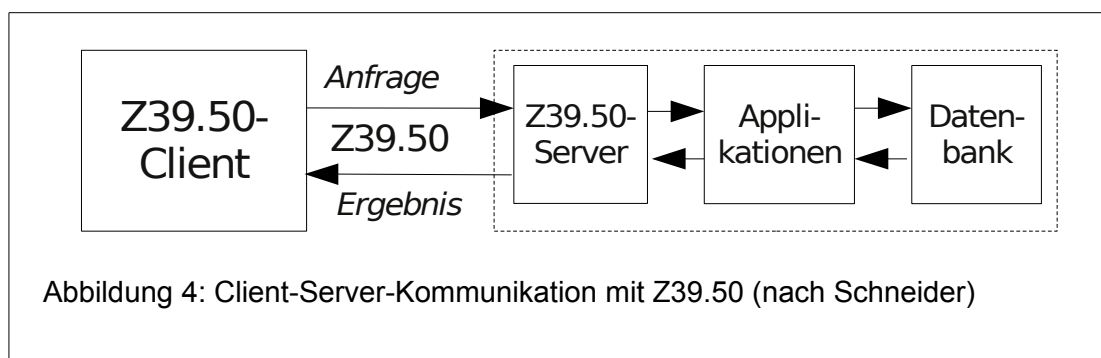 Anfrage
Z39.50-
Client
Z39.50
Ergebnis
Z39.50-
Server
Appli-
kationen
Daten-
bank
Abbildung 4: Client-Server-Kommunikation mit Z39.50 (nach Schneider)